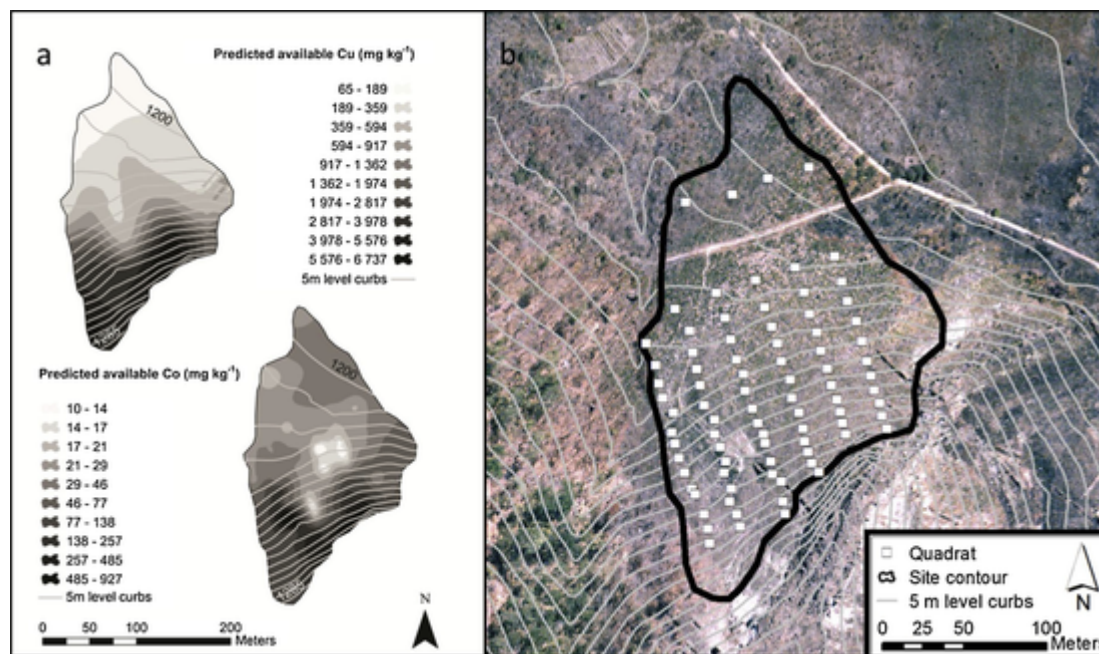 a
Predicted available Cu (mg kg⁻¹)
65 - 189
189 - 359
359 - 594
594 - 917
917 - 1 362
1 362 - 1 974
1 974 - 2 817
2 817 - 3 978
3 978 - 5 576
5 576 - 6 737
5m level curbs
1200
Predicted available Co (mg kg⁻¹)
10 - 14
14 - 17
17 - 21
21 - 29
29 - 46
46 - 77
77 - 138
138 - 257
257 - 485
485 - 927
5m level curbs
1200
N
0 50 100 200
Meters
b
Quadrat
Site contour
5 m level curbs
N
0 25 50 100
Meters